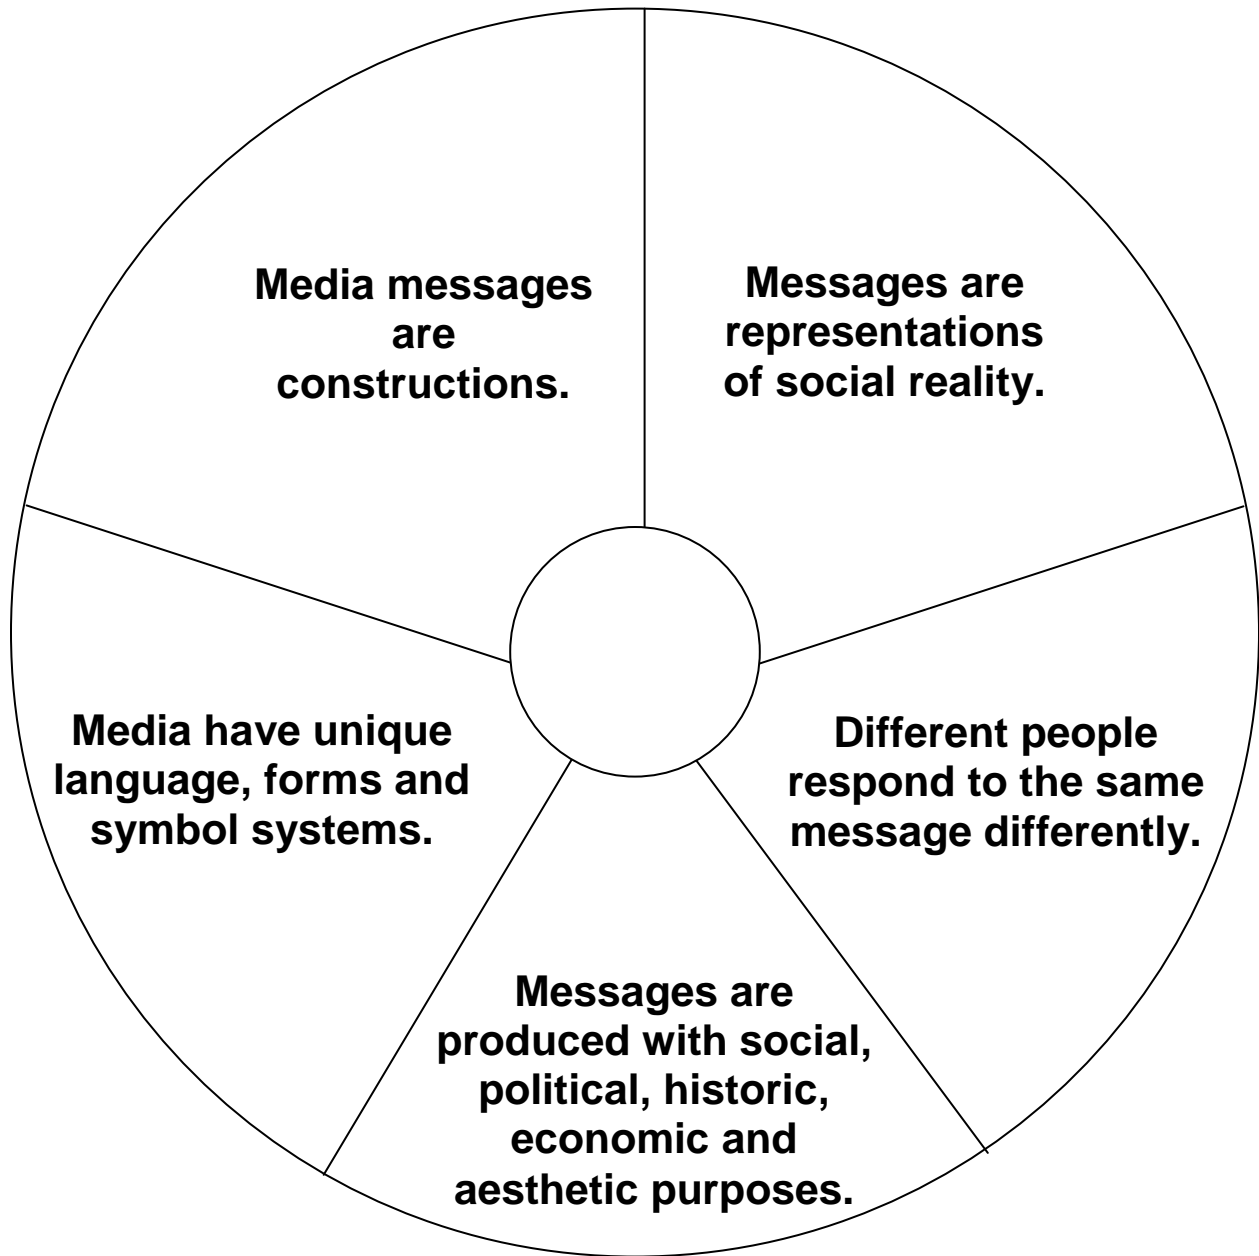 Media messages
are
constructions.
Messages are
representations
of social reality.
Media have unique
language, forms and
symbol systems.
Different people
respond to the same
message differently.
Messages are
produced with social,
political, historic,
economic and
aesthetic purposes.